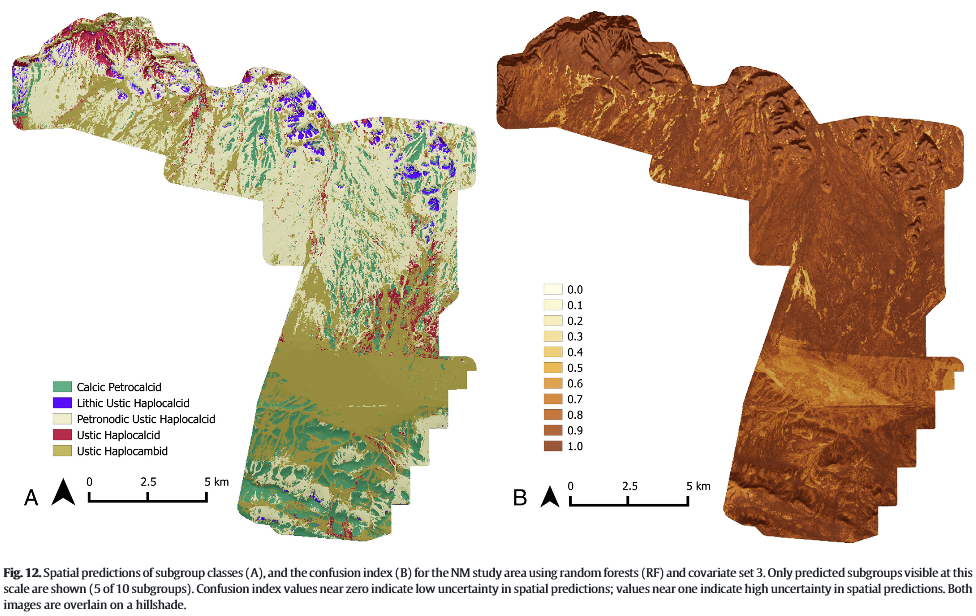 Calcic Petrocalcid
Lithic Ustic Haplocalcid
Petronodic Ustic Haplocalcid
Ustic Haplocalcid
Ustic Haplocambid
A
0 2.5 5 km
0.0
0.1
0.2
0.3
0.4
0.5
0.6
0.7
0.8
0.9
1.0
B
0 2.5 5 km
Fig. 12. Spatial predictions of subgroup classes (A), and the confusion index (B) for the NM study area using random forests (RF) and covariate set 3. Only predicted subgroups visible at this
scale are shown (5 of 10 subgroups). Confusion index values near zero indicate low uncertainty in spatial predictions; values near one indicate high uncertainty in spatial predictions. Both
images are overlain on a hillshade.